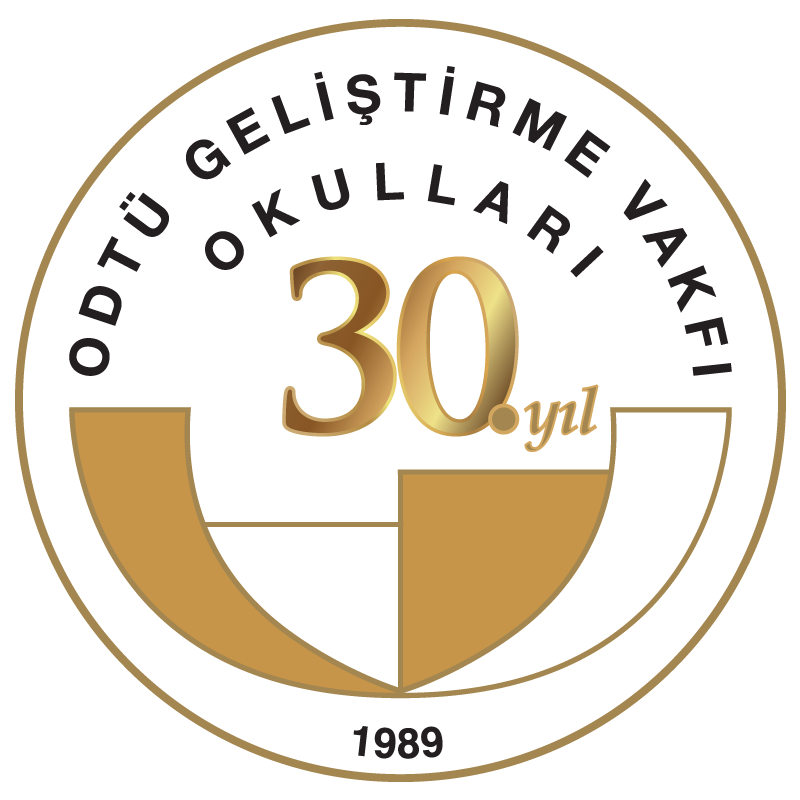 ODTÜ GELİŞTİRME VAKFI
OKULLARI
30.yıl
1989